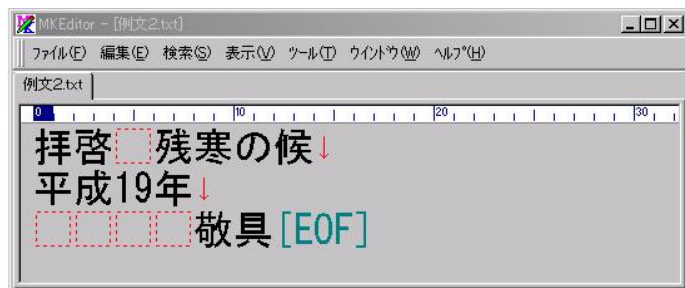 MKEditor - [例文2.txt]
ファイル(F) 編集(E) 検索(S) 表示(V) ツール(T) ウインドウ(W) ヘルプ(H)
例文2.txt
0 10 20 30
拝啓　残寒の候↓
平成19年↓
　　　　敬具[EOF]